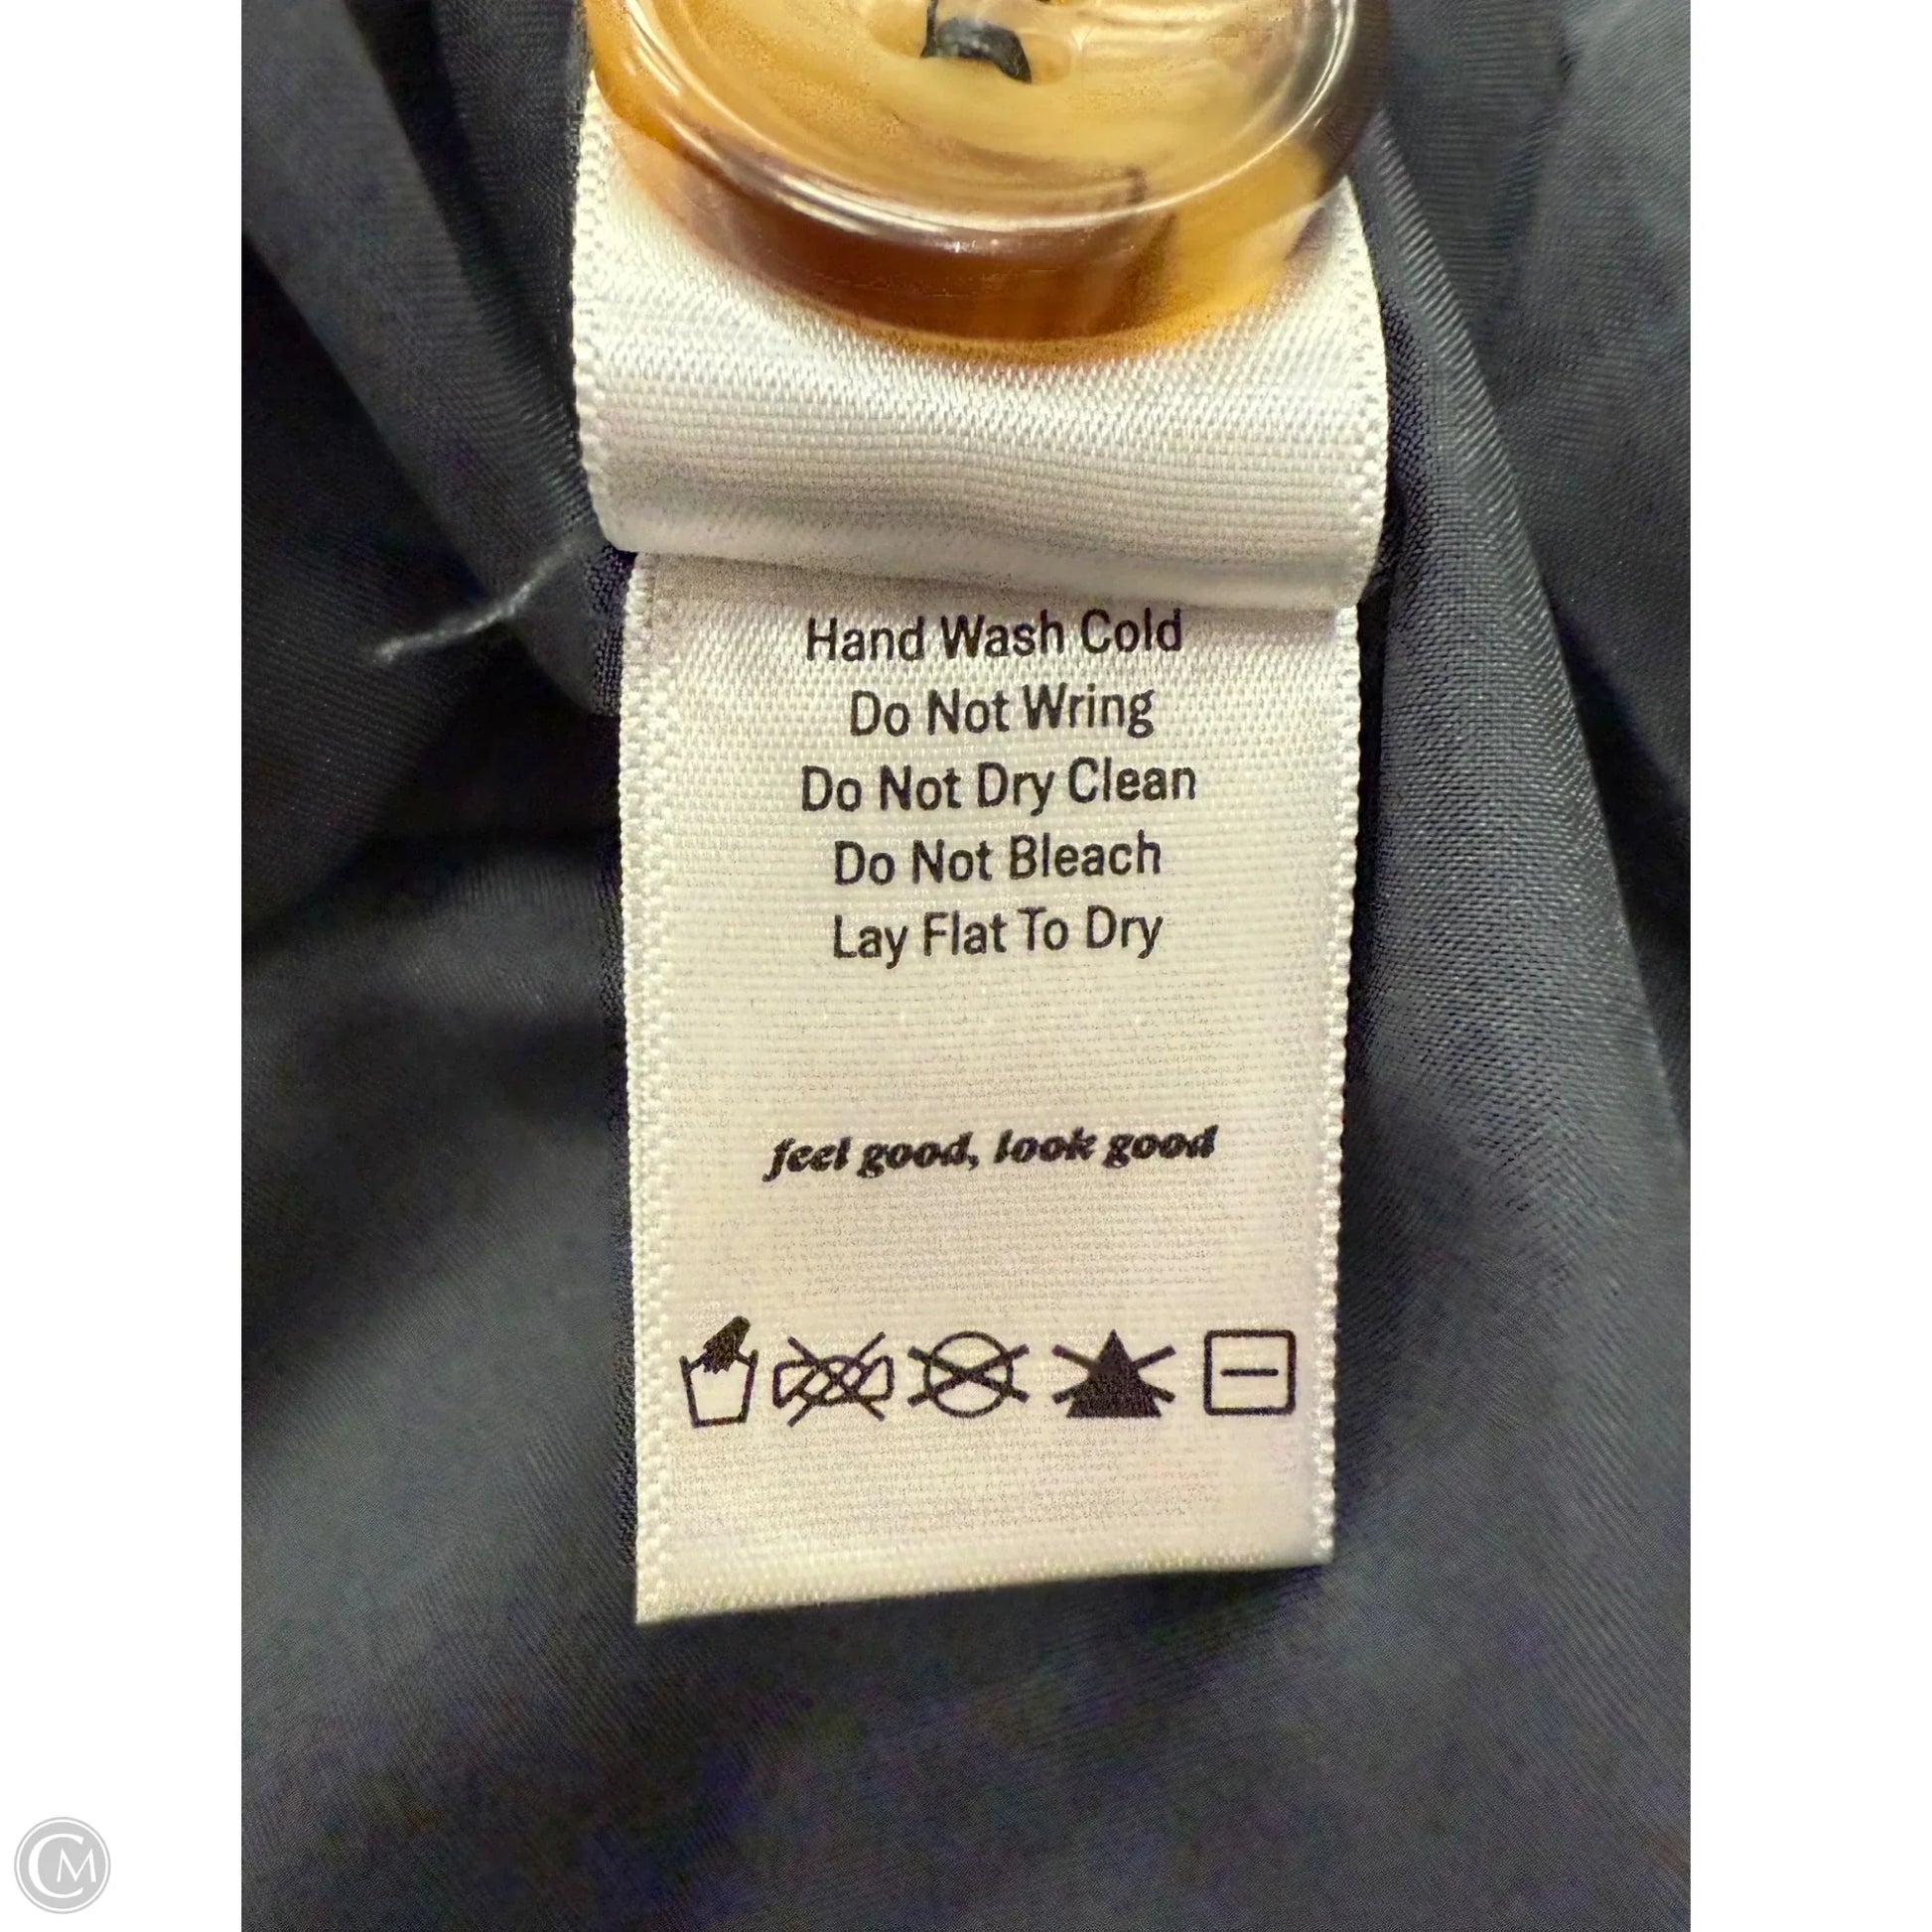 Hand Wash Cold
Do Not Wring
Do Not Dry Clean
Do Not Bleach
Lay Flat To Dry
feel good, look good
CM